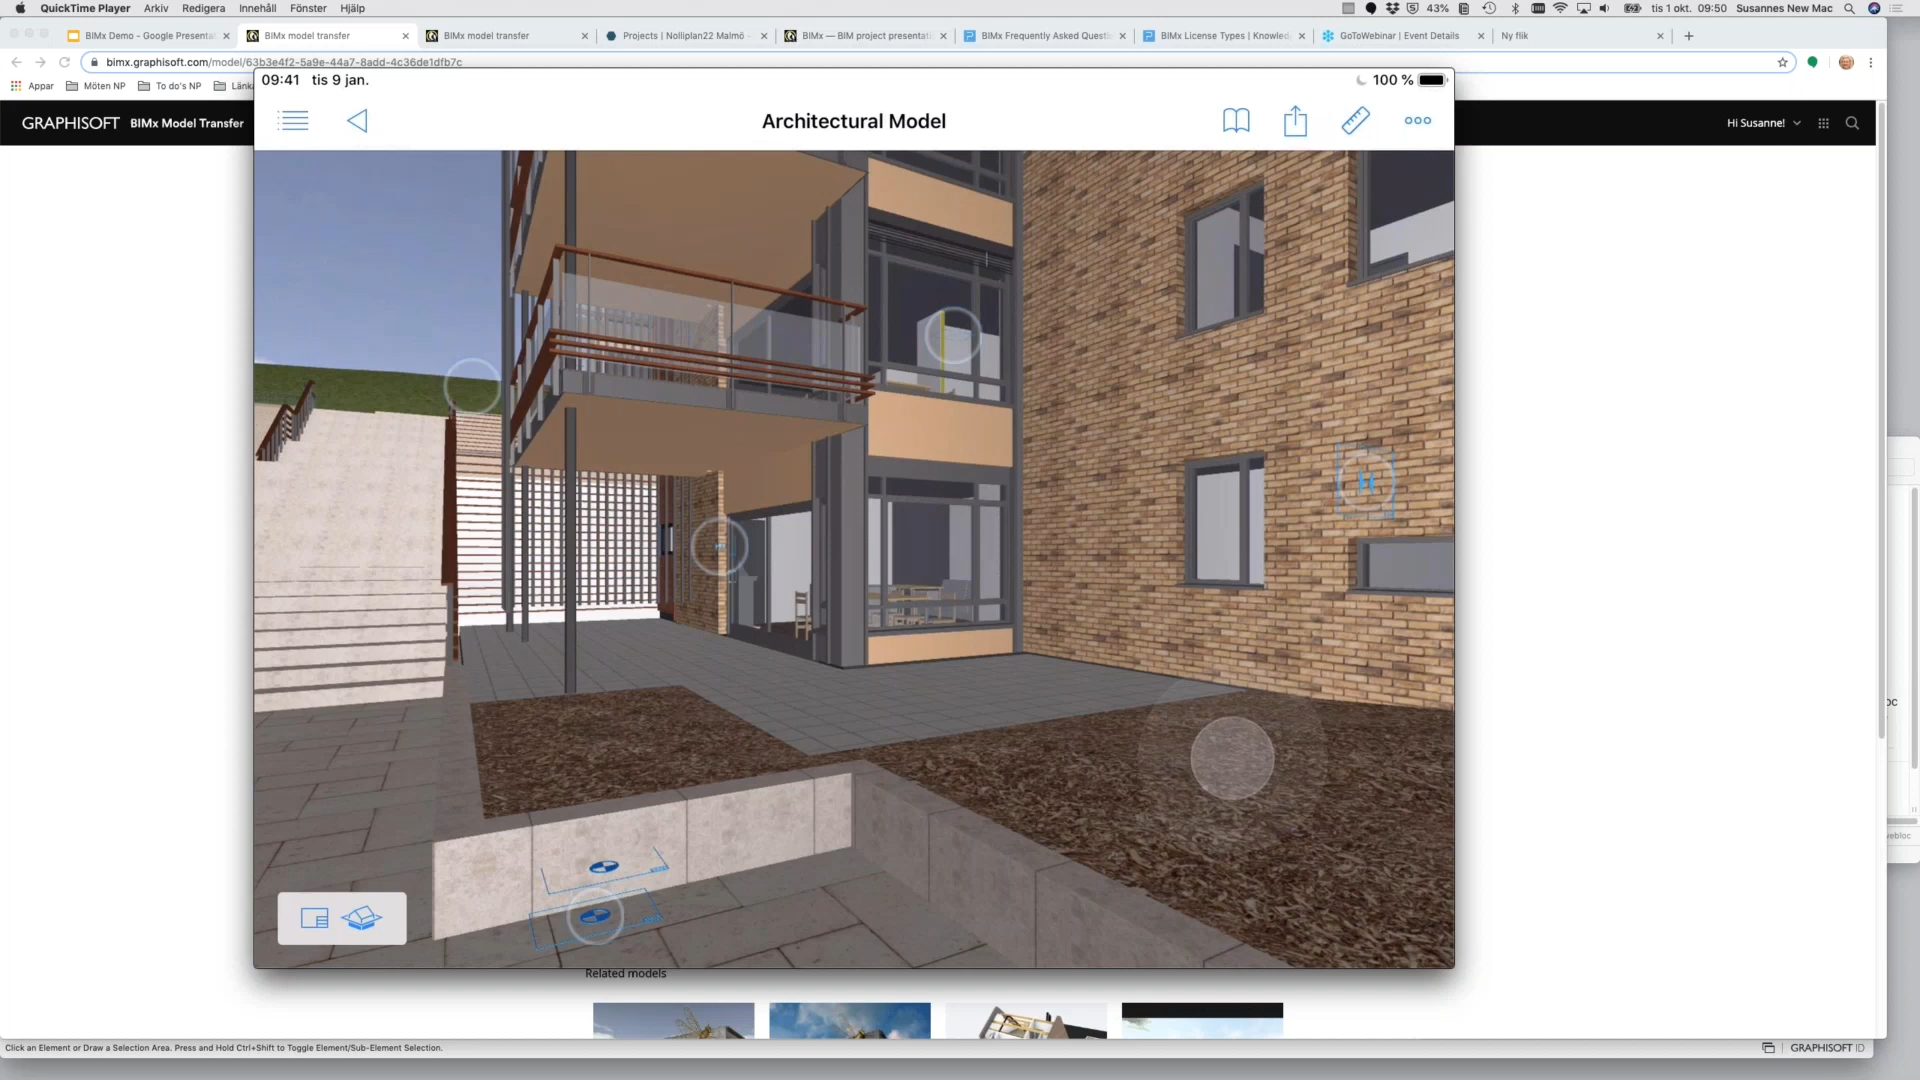 QuickTime Player Arkiv Redigera Innehåll Fönster Hjälp 43% tis 1 okt. 09:50 Susannes New Mac
BIMx Demo - Google Presenta BIMx model transfer BIMx model transfer Projects | Nolliplan22 Malmö - BIMx — BIM project presentati BIMx Frequently Asked Questi BIMx License Types | Knowled GoToWebinar | Event Details Ny flik
bimx.graphisoft.com/model/63b3e4f2-5a9e-44a7-8add-4c36de1dfb7c
Appar Möten NP To do's NP Länka
09:41 tis 9 jan. 100 %
GRAPHISOFT BIMx Model Transfer Architectural Model Hi Susanne!
Related models
Click an Element or Draw a Selection Area. Press and Hold Ctrl+Shift to Toggle Element/Sub-Element Selection. GRAPHISOFT ID